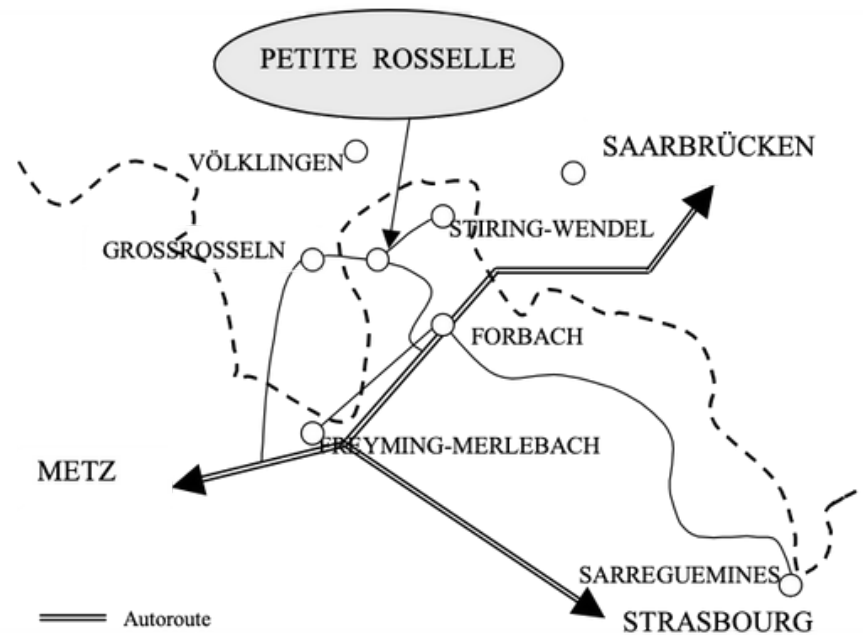 PETITE ROSSELLE
SAARBRÜCKEN
VÖLKLINGEN
STIRING-WENDEL
GROSSROSSELN
FORBACH
FREYMING-MERLEBACH
METZ
SARREGUEMINES
STRASBOURG
Autoroute